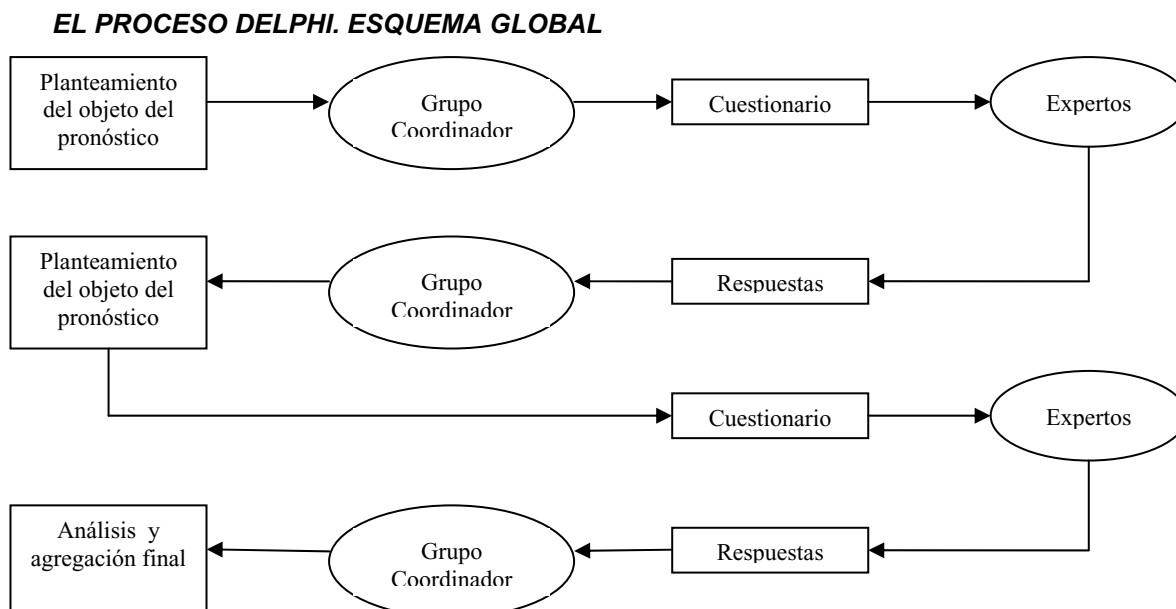 EL PROCESO DELPHI. ESQUEMA GLOBAL
Planteamiento
del objeto del
pronóstico
Grupo
Coordinador
Cuestionario
Expertos
Planteamiento
del objeto del
pronóstico
Grupo
Coordinador
Respuestas
Cuestionario
Expertos
Análisis y
agregación final
Grupo
Coordinador
Respuestas